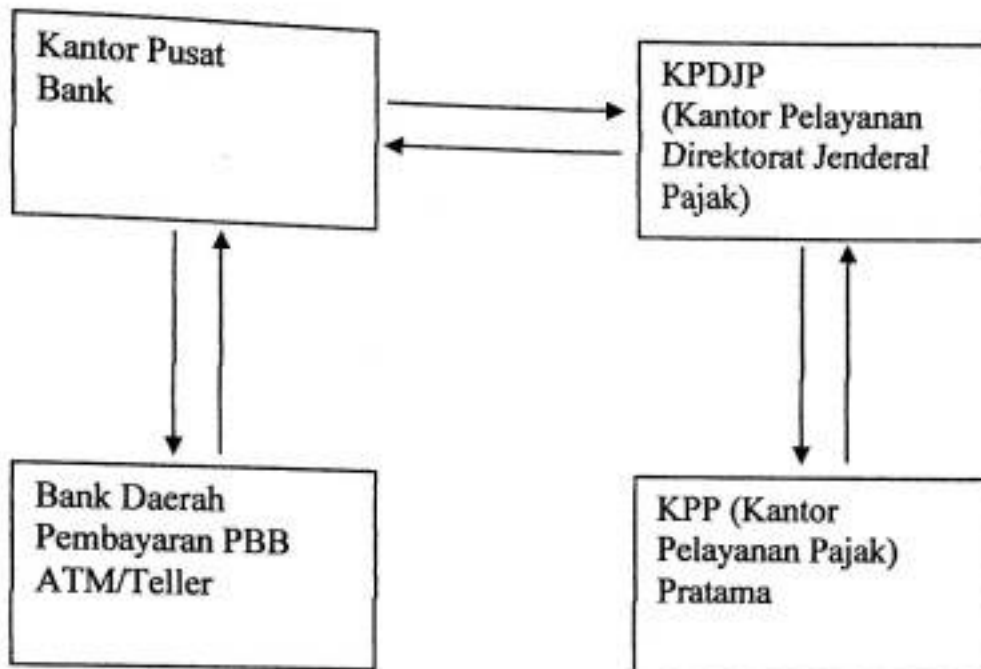 Kantor Pusat
Bank
KPDJP
(Kantor Pelayanan
Direktorat Jenderal
Pajak)
Bank Daerah
Pembayaran PBB
ATM/Teller
KPP (Kantor
Pelayanan Pajak)
Pratama